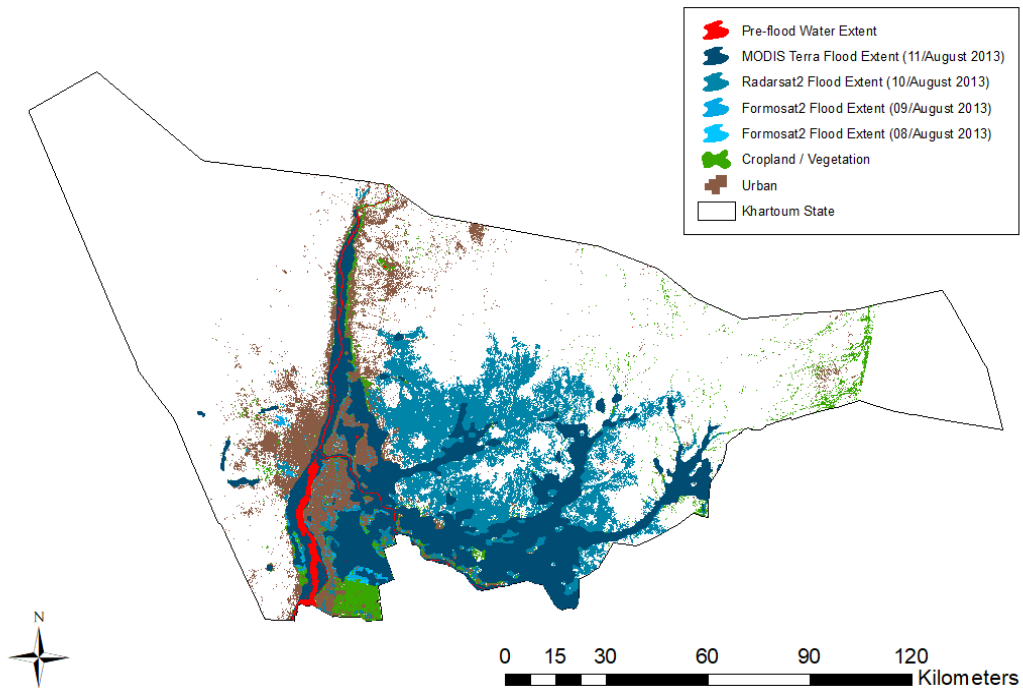 Pre-flood Water Extent
MODIS Terra Flood Extent (11/August 2013)
Radarsat2 Flood Extent (10/August 2013)
Formosat2 Flood Extent (09/August 2013)
Formosat2 Flood Extent (08/August 2013)
Cropland / Vegetation
Urban
Khartoum State
N
0 15 30 60 90 120
Kilometers